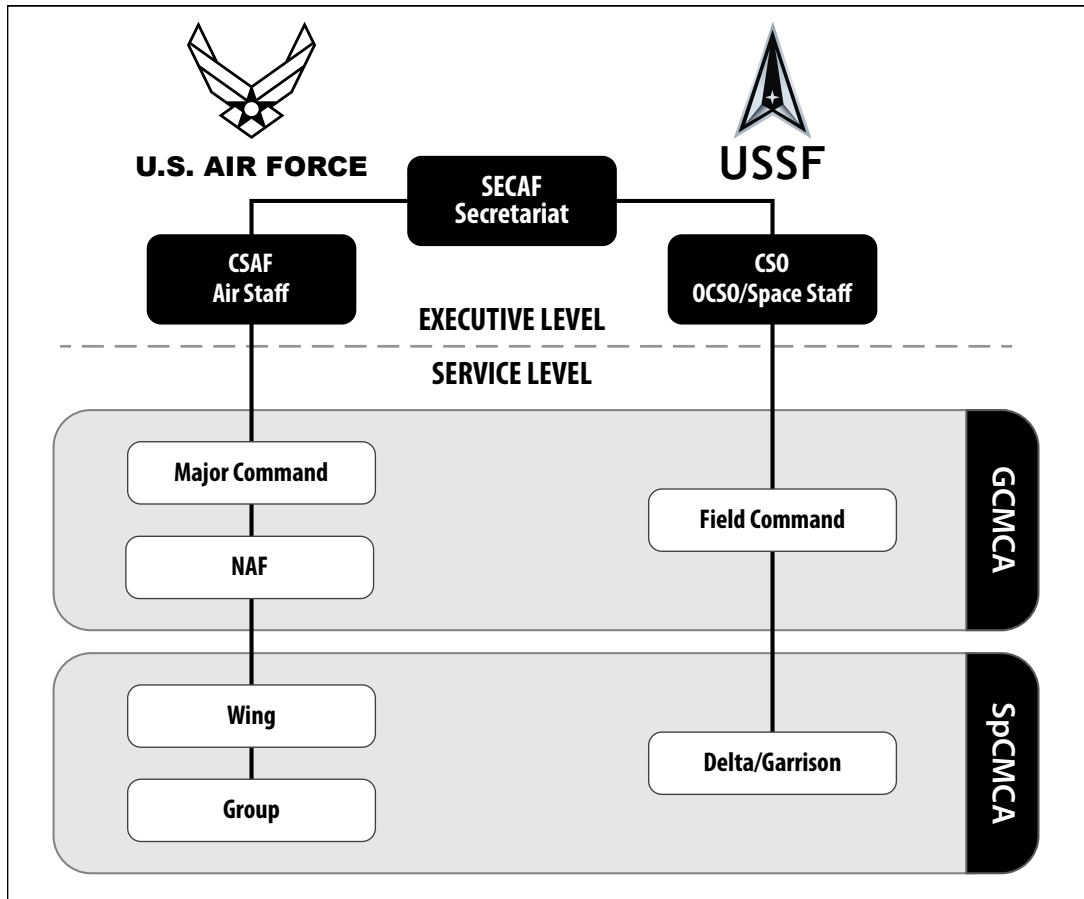 U.S. AIR FORCE
USSF
SECAF
Secretariat
CSAF
Air Staff
CSO
OCSO/Space Staff
EXECUTIVE LEVEL
SERVICE LEVEL
Major Command
NAF
Field Command
GCMCA
Wing
Group
Delta/Garrison
SpCMCA